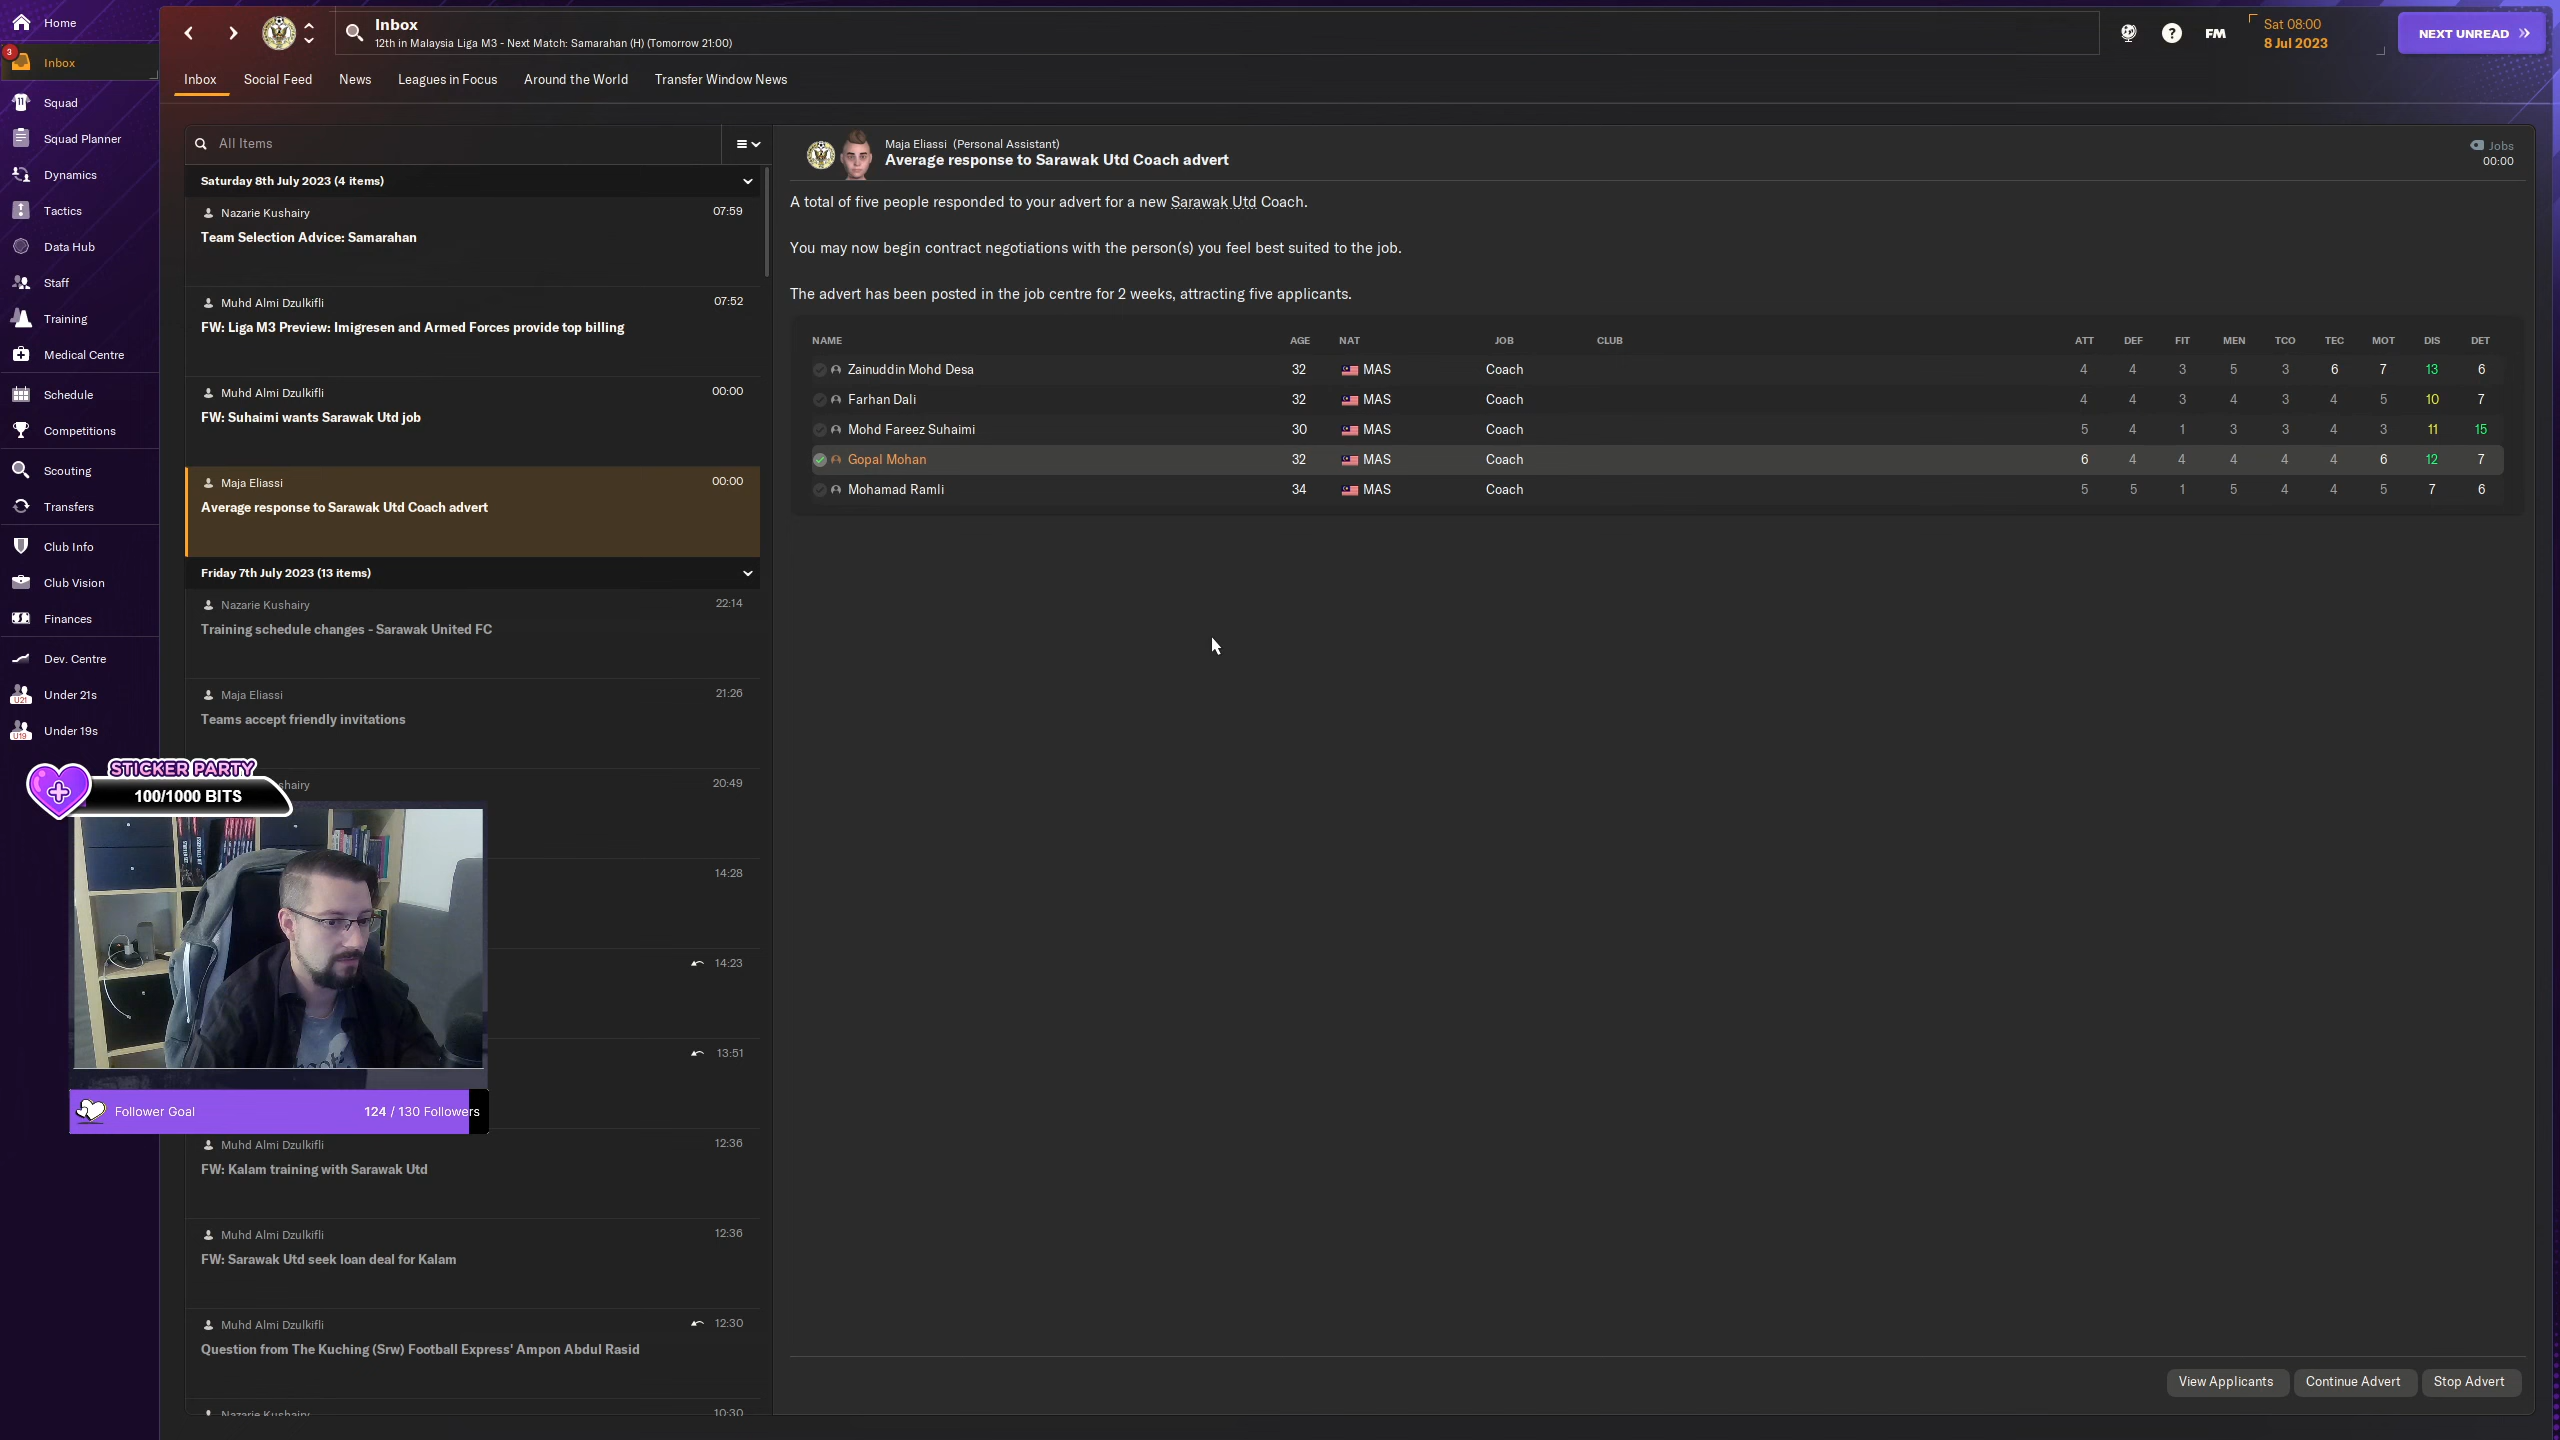 Home
3
Inbox
Squad
Squad Planner
Dynamics
Tactics
Data Hub
Staff
Training
Medical Centre
Schedule
Competitions
Scouting
Transfers
Club Info
Club Vision
Finances
Dev. Centre
U21
Under 21s
U19
Under 19s
Inbox
12th in Malaysia Liga M3 - Next Match: Samarahan (H) (Tomorrow 21:00)
?
FM
Sat 08:00
8 Jul 2023
NEXT UNREAD
Inbox
Social Feed
News
Leagues in Focus
Around the World
Transfer Window News
All Items
Saturday 8th July 2023 (4 items)
Nazarie Kushairy 07:59
Team Selection Advice: Samarahan
Muhd Almi Dzulkifli 07:52
FW: Liga M3 Preview: Imigresen and Armed Forces provide top billing
Muhd Almi Dzulkifli 00:00
FW: Suhaimi wants Sarawak Utd job
Maja Eliassi 00:00
Average response to Sarawak Utd Coach advert
Friday 7th July 2023 (13 items)
Nazarie Kushairy 22:14
Training schedule changes - Sarawak United FC
Maja Eliassi 21:26
Teams accept friendly invitations
shairy 20:49
14:28
14:23
13:51
Muhd Almi Dzulkifli 12:36
FW: Kalam training with Sarawak Utd
Muhd Almi Dzulkifli 12:36
FW: Sarawak Utd seek loan deal for Kalam
Muhd Almi Dzulkifli 12:30
Question from The Kuching (Srw) Football Express' Ampon Abdul Rasid
Nazarie Kushairy 10:30
STICKER PARTY
100/1000 BITS
Follower Goal 124 / 130 Followers
Maja Eliassi (Personal Assistant)
Average response to Sarawak Utd Coach advert
Jobs
00:00
A total of five people responded to your advert for a new Sarawak Utd Coach.
You may now begin contract negotiations with the person(s) you feel best suited to the job.
The advert has been posted in the job centre for 2 weeks, attracting five applicants.
NAME AGE NAT JOB CLUB ATT DEF FIT MEN TCO TEC MOT DIS DET
Zainuddin Mohd Desa 32 MAS Coach 4 4 3 5 3 6 7 13 6
Farhan Dali 32 MAS Coach 4 4 3 4 3 4 5 10 7
Mohd Fareez Suhaimi 30 MAS Coach 5 4 1 3 3 4 3 11 15
Gopal Mohan 32 MAS Coach 6 4 4 4 4 4 6 12 7
Mohamad Ramli 34 MAS Coach 5 5 1 5 4 4 5 7 6
View Applicants
Continue Advert
Stop Advert